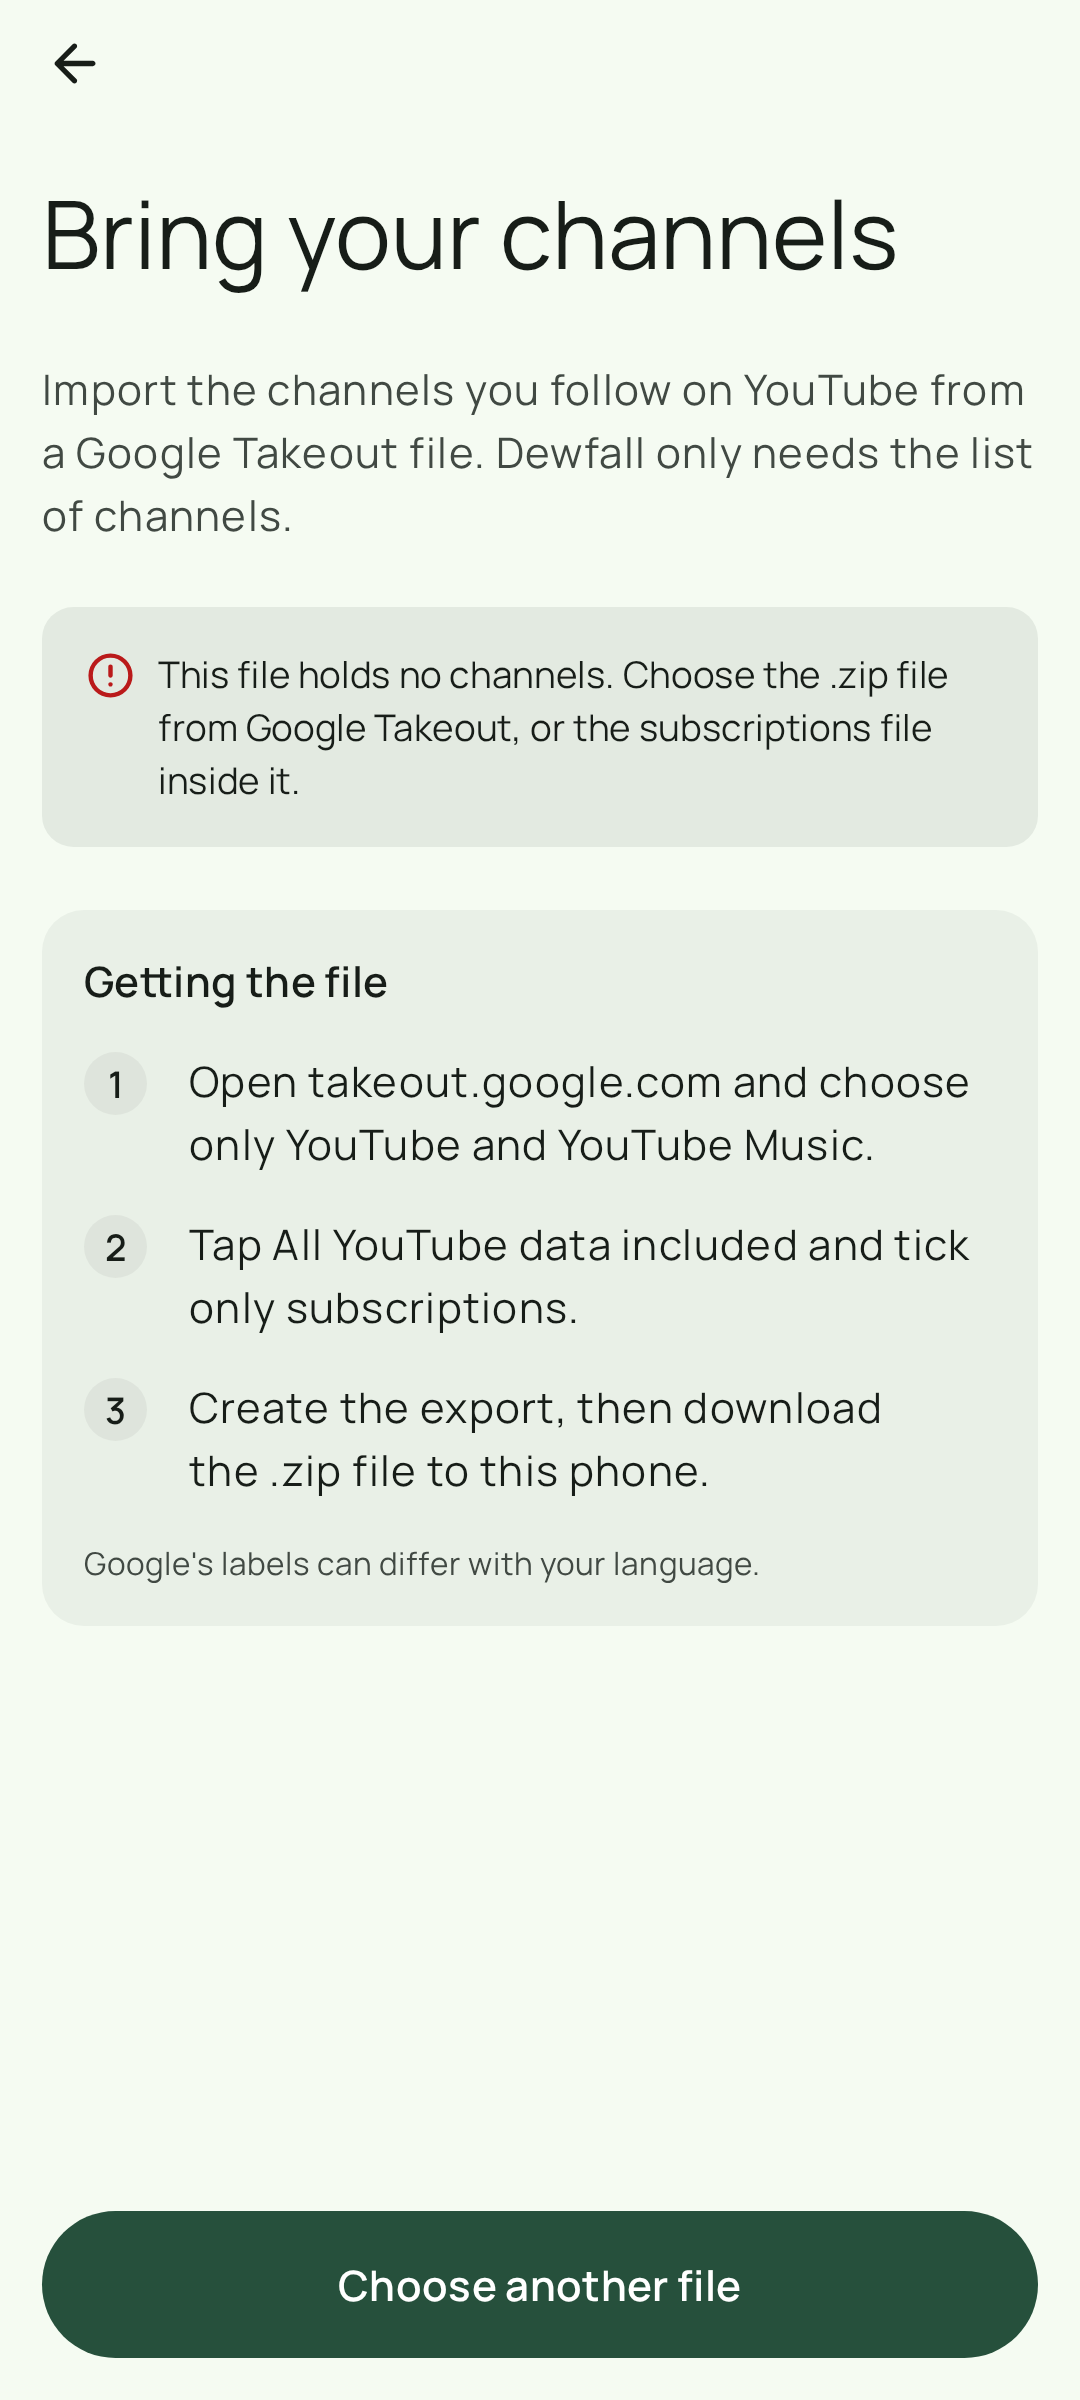 Bring your channels
Import the channels you follow on YouTube from
a Google Takeout file. Dewfall only needs the list
of channels.
This file holds no channels. Choose the .zip file
from Google Takeout, or the subscriptions file
inside it.
Getting the file
1 Open takeout.google.com and choose
only YouTube and YouTube Music.
2 Tap All YouTube data included and tick
only subscriptions.
3 Create the export, then download
the .zip file to this phone.
Google's labels can differ with your language.
Choose another file